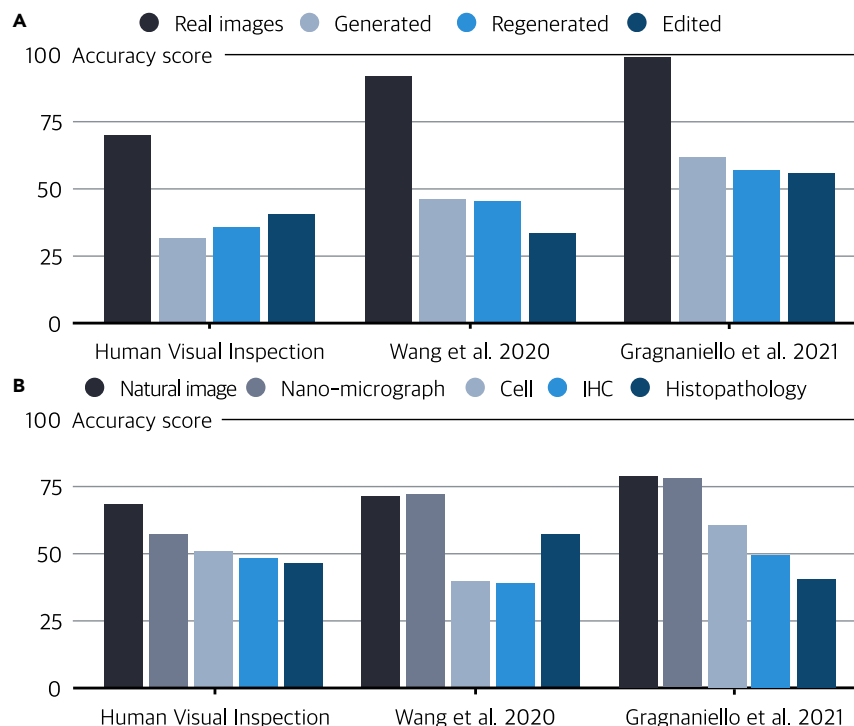 A Real images Generated Regenerated Edited
100 Accuracy score
75
50
25
0
Human Visual Inspection Wang et al. 2020 Gragnaniello et al. 2021
B Natural image Nano-micrograph Cell IHC Histopathology
100 Accuracy score
75
50
25
0
Human Visual Inspection Wang et al. 2020 Gragnaniello et al. 2021